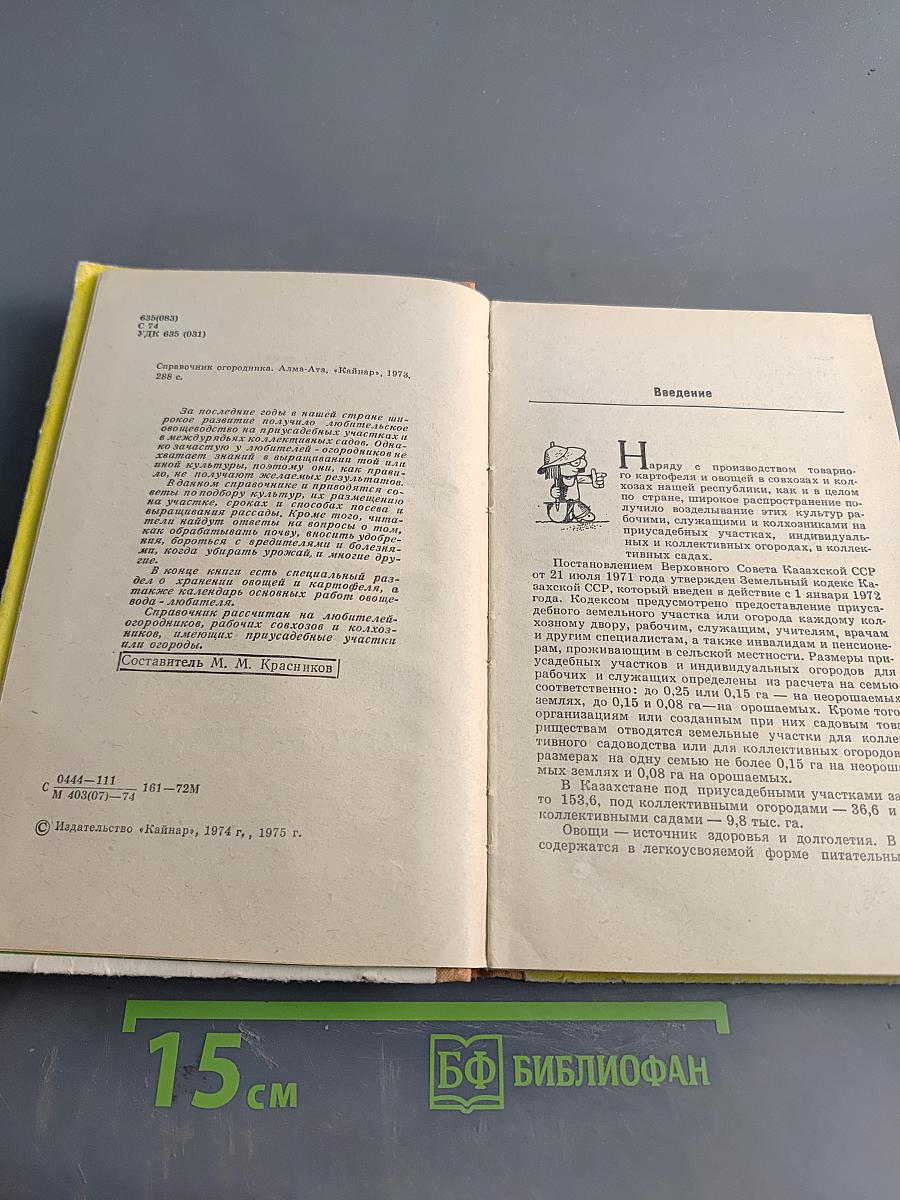 635(083)
С 74
УДК 635 (031)
Справочник огородника. Алма-Ата, «Кайнар», 1973.
288 с.
За последние годы в нашей стране ши-
рокое развитие получило любительское
овощеводство на приусадебных участках и
в междурядьях коллективных садов. Одна-
ко зачастую у любителей - огородников не
хватает знаний в выращивании той или
иной культуры, поэтому они, как прави-
ло, не получают желаемых результатов.
В данном справочнике и приводятся со-
веты по подбору культур, их размещению
на участке, сроках и способах посева и
выращивания рассады. Кроме того, чита-
тели найдут ответы на вопросы о том,
как обрабатывать почву, вносить удобре-
ния, бороться с вредителями и болезня-
ми, когда убирать урожай, и многие дру-
гие.
В конце книги есть специальный раз-
дел о хранении овощей и картофеля, а
также календарь основных работ овоще-
вода - любителя.
Справочник рассчитан на любителей-
огородников, рабочих совхозов и колхоз-
ников, имеющих приусадебные участки
или огороды.
Составитель М. М. Красников
С 0444—111
М 403(07)—74 161—72М
© Издательство «Кайнар», 1974 г., , 1975 г.
Введение
Наряду с производством товарно-
го картофеля и овощей в совхозах и кол-
хозах нашей республики, как и в целом
по стране, широкое распространение по-
лучило возделывание этих культур ра-
бочими, служащими и колхозниками на
приусадебных участках, индивидуаль-
ных и коллективных огородах, в коллек-
тивных садах.
Постановлением Верховного Совета Казахской ССР
от 21 июля 1971 года утвержден Земельный кодекс Ка-
захской ССР, который введен в действие с 1 января 1972
года. Кодексом предусмотрено предоставление приуса-
дебного земельного участка или огорода каждому кол-
хозному двору, рабочим, служащим, учителям, врачам
и другим специалистам, а также инвалидам и пенсионе-
рам, проживающим в сельской местности. Размеры при-
усадебных участков и индивидуальных огородов для
рабочих и служащих определены из расчета на семью
соответственно: до 0,25 или 0,15 га — на неорошаемых
землях, до 0,15 и 0,08 га—на орошаемых. Кроме того
организациям или созданным при них садовым това
риществам отводятся земельные участки для колле
тивного садоводства или для коллективных огородов
размерах на одну семью не более 0,15 га на неороша
мых землях и 0,08 га на орошаемых.
В Казахстане под приусадебными участками за
то 153,6, под коллективными огородами — 36,6 и
коллективными садами — 9,8 тыс. га.
Овощи — источник здоровья и долголетия. В
содержатся в легкоусвояемой форме питательны
15 см
БФ БИБЛИОФАН